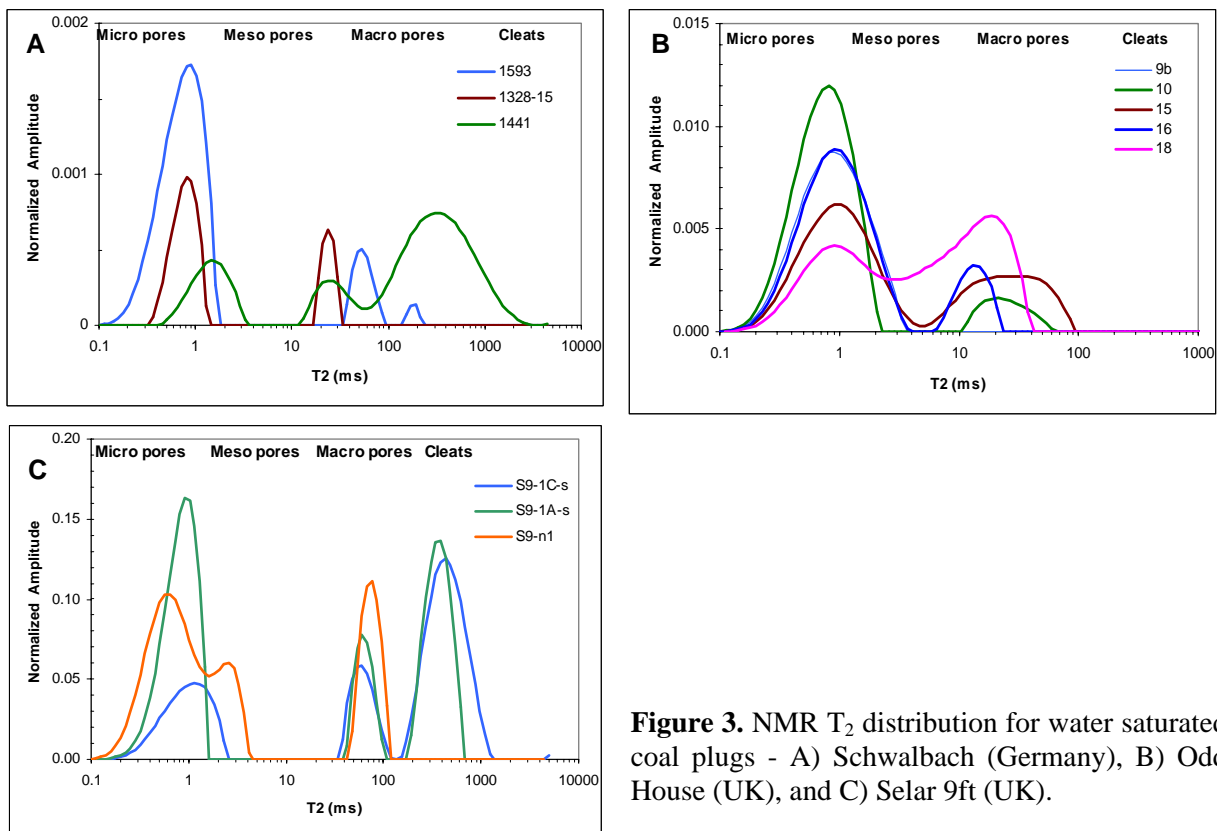 A
Micro pores Meso pores Macro pores Cleats
1593
1328-15
1441
Normalized Amplitude
0.002
0.001
0
0.1 1 10 100 1000 10000
T2 (ms)
B
Micro pores Meso pores Macro pores Cleats
9b
10
15
16
18
Normalized Amplitude
0.015
0.010
0.005
0.000
0.1 1 10 100 1000
T2 (ms)
C
Micro pores Meso pores Macro pores Cleats
S9-1C-s
S9-1A-s
S9-n1
Normalized Amplitude
0.20
0.15
0.10
0.05
0.00
0.1 1 10 100 1000 10000
T2 (ms)
Figure 3. NMR T2 distribution for water saturated
coal plugs - A) Schwalbach (Germany), B)
House (UK), and C) Selar 9ft (UK).